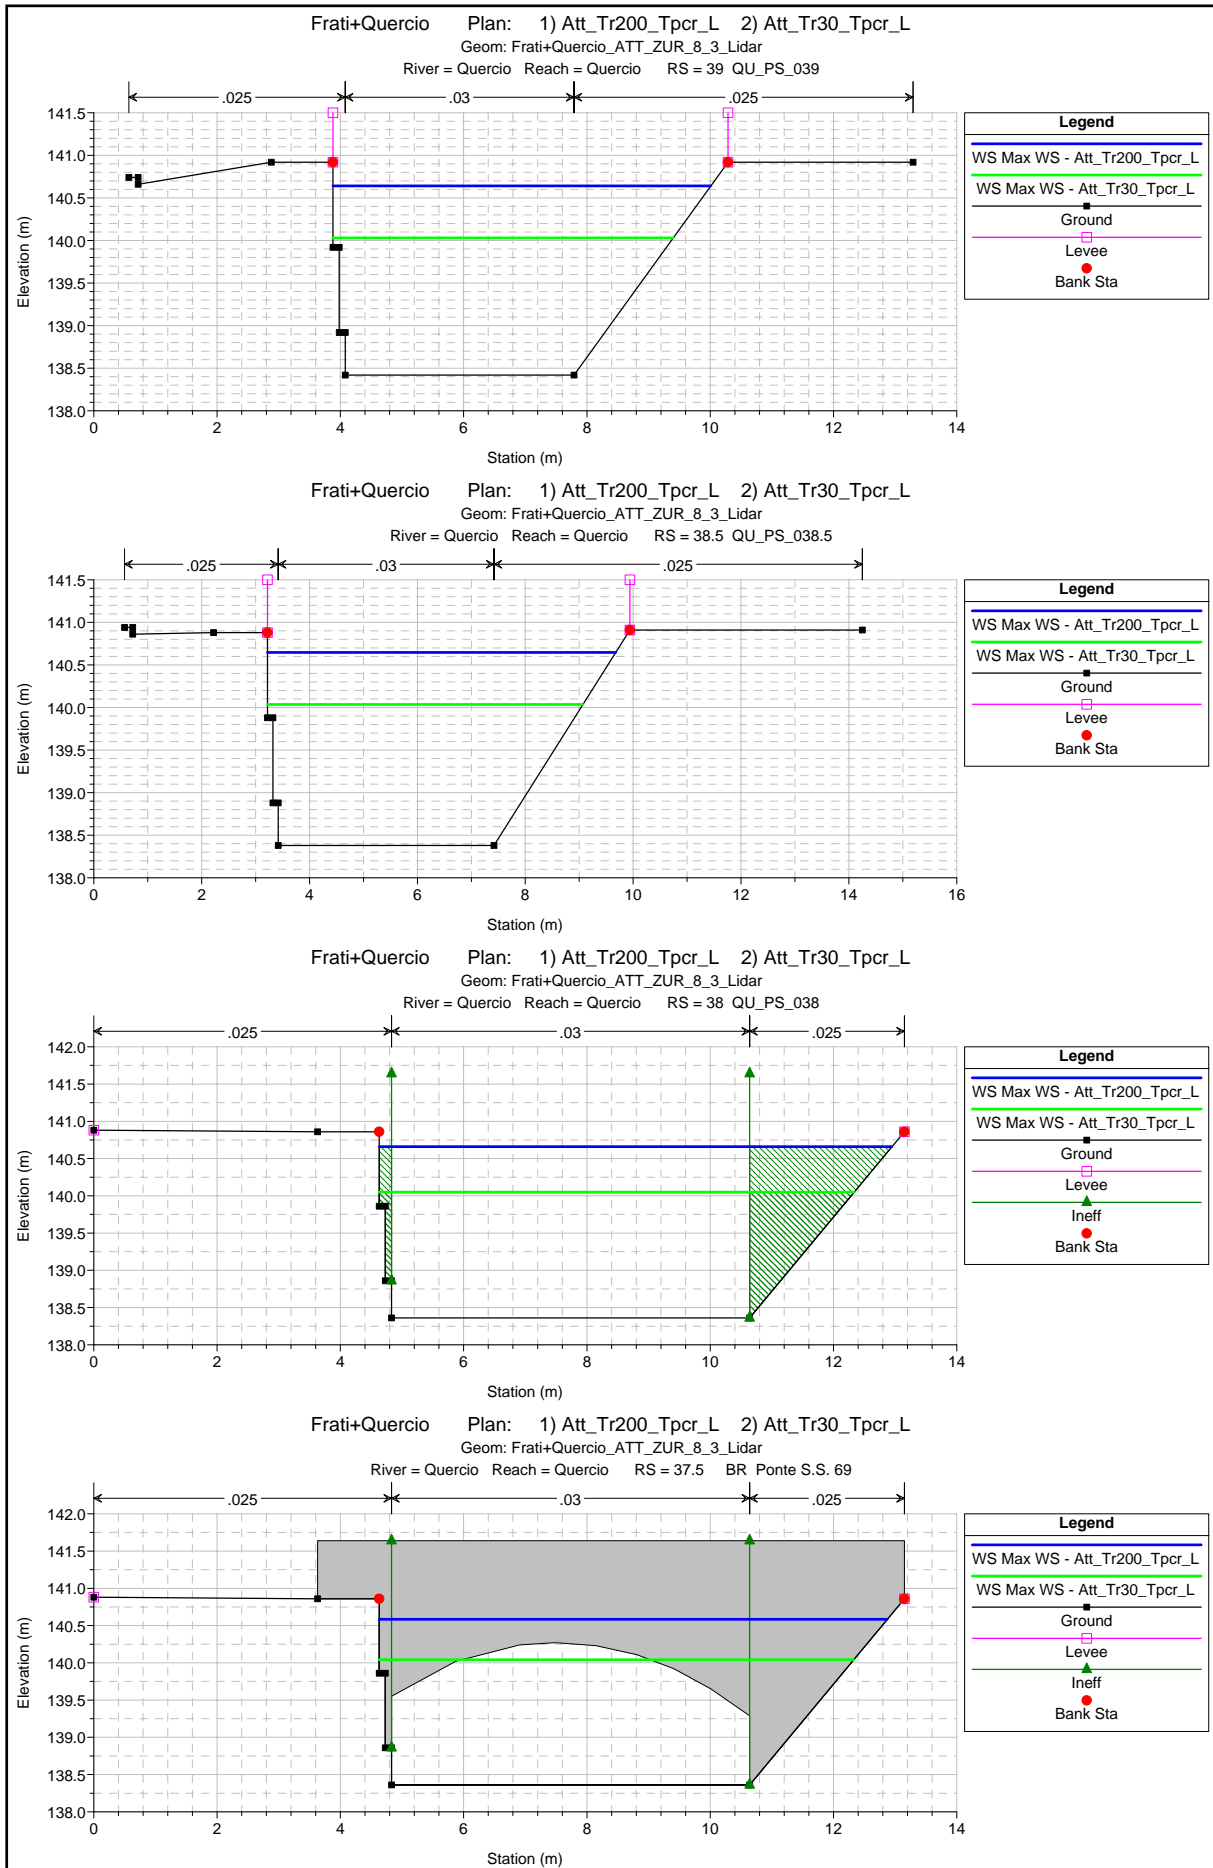 Frati+Quercio Plan: 1) Att_Tr200_Tpcr_L 2) Att_Tr30_Tpcr_L
Geom: Frati+Quercio_ATT_ZUR_8_3_Lidar
River = Quercio Reach = Quercio RS = 39 QU_PS_039
.025 .03 .025
141.5
141.0
140.5
140.0
139.5
139.0
138.5
138.0
Elevation (m)
0 2 4 6 8 10 12 14
Station (m)
Legend
WS Max WS - Att_Tr200_Tpcr_L
WS Max WS - Att_Tr30_Tpcr_L
Ground
Levee
Bank Sta
Frati+Quercio Plan: 1) Att_Tr200_Tpcr_L 2) Att_Tr30_Tpcr_L
Geom: Frati+Quercio_ATT_ZUR_8_3_Lidar
River = Quercio Reach = Quercio RS = 38.5 QU_PS_038.5
.025 .03 .025
141.5
141.0
140.5
140.0
139.5
139.0
138.5
138.0
Elevation (m)
0 2 4 6 8 10 12 14 16
Station (m)
Legend
WS Max WS - Att_Tr200_Tpcr_L
WS Max WS - Att_Tr30_Tpcr_L
Ground
Levee
Bank Sta
Frati+Quercio Plan: 1) Att_Tr200_Tpcr_L 2) Att_Tr30_Tpcr_L
Geom: Frati+Quercio_ATT_ZUR_8_3_Lidar
River = Quercio Reach = Quercio RS = 38 QU_PS_038
.025 .03 .025
142.0
141.5
141.0
140.5
140.0
139.5
139.0
138.5
138.0
Elevation (m)
0 2 4 6 8 10 12 14
Station (m)
Legend
WS Max WS - Att_Tr200_Tpcr_L
WS Max WS - Att_Tr30_Tpcr_L
Ground
Levee
Ineff
Bank Sta
Frati+Quercio Plan: 1) Att_Tr200_Tpcr_L 2) Att_Tr30_Tpcr_L
Geom: Frati+Quercio_ATT_ZUR_8_3_Lidar
River = Quercio Reach = Quercio RS = 37.5 BR Ponte S.S. 69
.025 .03 .025
142.0
141.5
141.0
140.5
140.0
139.5
139.0
138.5
138.0
Elevation (m)
0 2 4 6 8 10 12 14
Station (m)
Legend
WS Max WS - Att_Tr200_Tpcr_L
WS Max WS - Att_Tr30_Tpcr_L
Ground
Levee
Ineff
Bank Sta